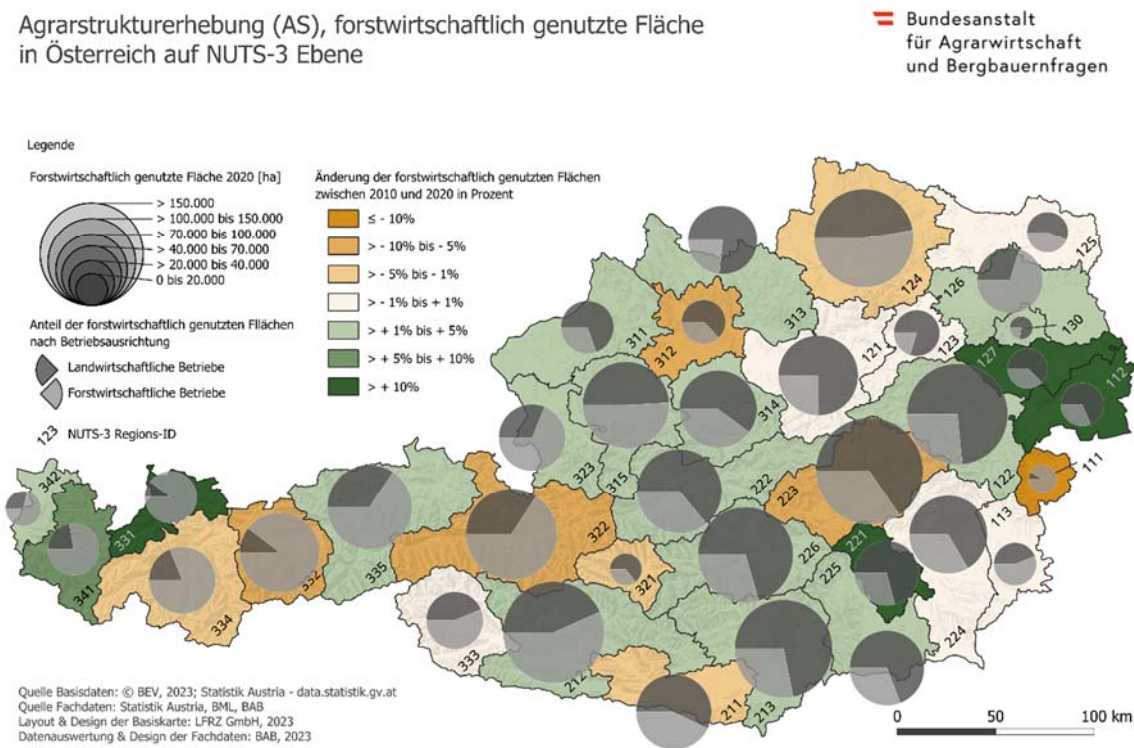 Agrarstrukturerhebung (AS), forstwirtschaftlich genutzte Fläche
in Österreich auf NUTS-3 Ebene
Bundesanstalt
für Agrarwirtschaft
und Bergbauernfragen
Legende
Forstwirtschaftlich genutzte Fläche 2020 [ha]
> 150.000
> 100.000 bis 150.000
> 70.000 bis 100.000
> 40.000 bis 70.000
> 20.000 bis 40.000
0 bis 20.000
Anteil der forstwirtschaftlich genutzten Flächen
nach Betriebsausrichtung
Landwirtschaftliche Betriebe
Forstwirtschaftliche Betriebe
123 NUTS-3 Regions-ID
Änderung der forstwirtschaftlich genutzten Flächen
zwischen 2010 und 2020 in Prozent
≤ - 10%
> - 10% bis - 5%
> - 5% bis - 1%
> - 1% bis + 1%
> + 1% bis + 5%
> + 5% bis + 10%
> + 10%
125
124
126
313
130
311
312
121
123
127
112
314
111
323
315
222
223
122
113
342
331
322
341
334
332
335
321
226
225
221
224
333
212
211
213
Quelle Basisdaten: © BEV, 2023; Statistik Austria - data.statistik.gv.at
Quelle Fachdaten: Statistik Austria, BML, BAB
Layout & Design der Basiskarte: LFRZ GmbH, 2023
Datenauswertung & Design der Fachdaten: BAB, 2023
0 50 100 km